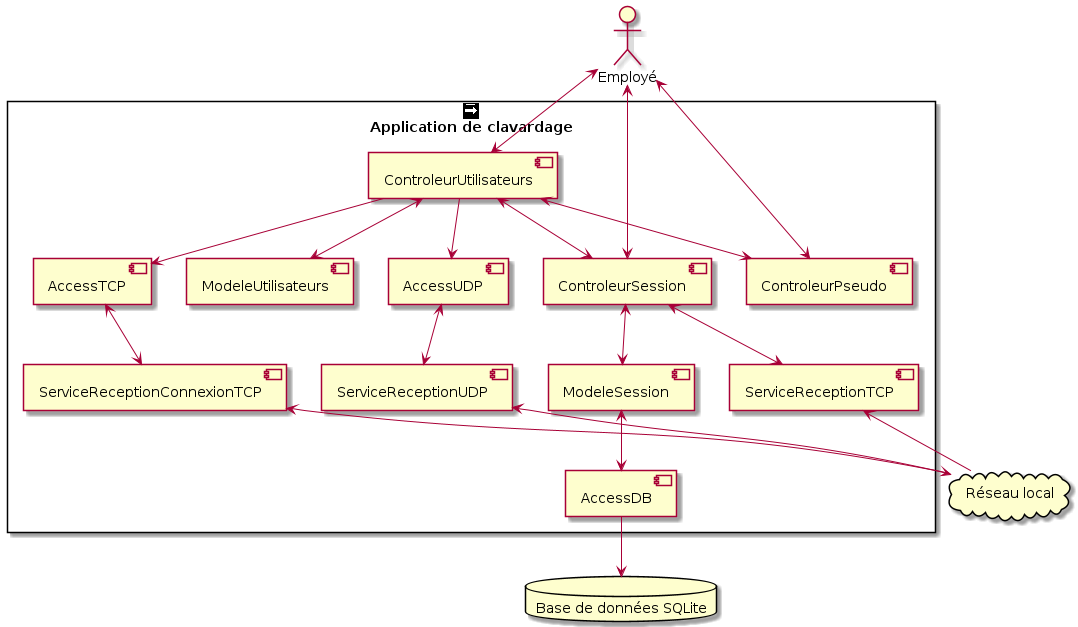 Employé
Application de clavardage
ControleurUtilisateurs
AccessTCP
ModeleUtilisateurs
AccessUDP
ControleurSession
ControleurPseudo
ServiceReceptionConnexionTCP
ServiceReceptionUDP
ModeleSession
ServiceReceptionTCP
AccessDB
Réseau local
Base de données SQLite